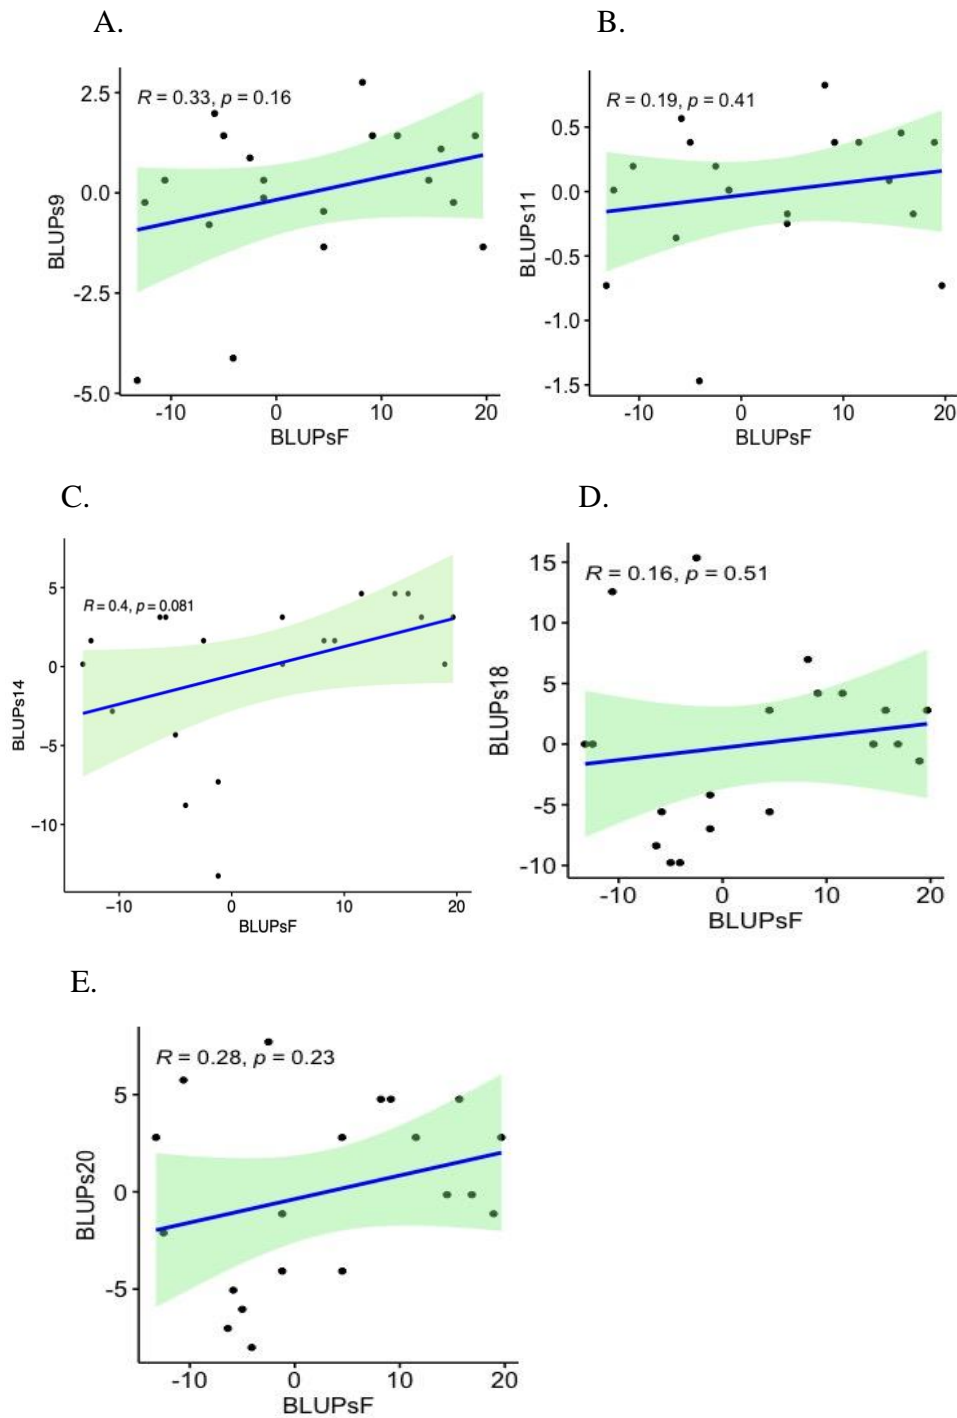 A.
B.
R = 0.33, p = 0.16
2.5
0.0
-2.5
-5.0
BLUPs9
-10 0 10 20
BLUPsF
R = 0.19, p = 0.41
0.5
0.0
-0.5
-1.0
-1.5
BLUPs11
-10 0 10 20
BLUPsF
C.
D.
R = 0.4, p = 0.081
5
0
−5
−10
BLUPs14
−10 0 10 20
BLUPsF
R = 0.16, p = 0.51
15
10
5
0
-5
-10
BLUPs18
-10 0 10 20
BLUPsF
E.
R = 0.28, p = 0.23
5
0
-5
BLUPs20
-10 0 10 20
BLUPsF